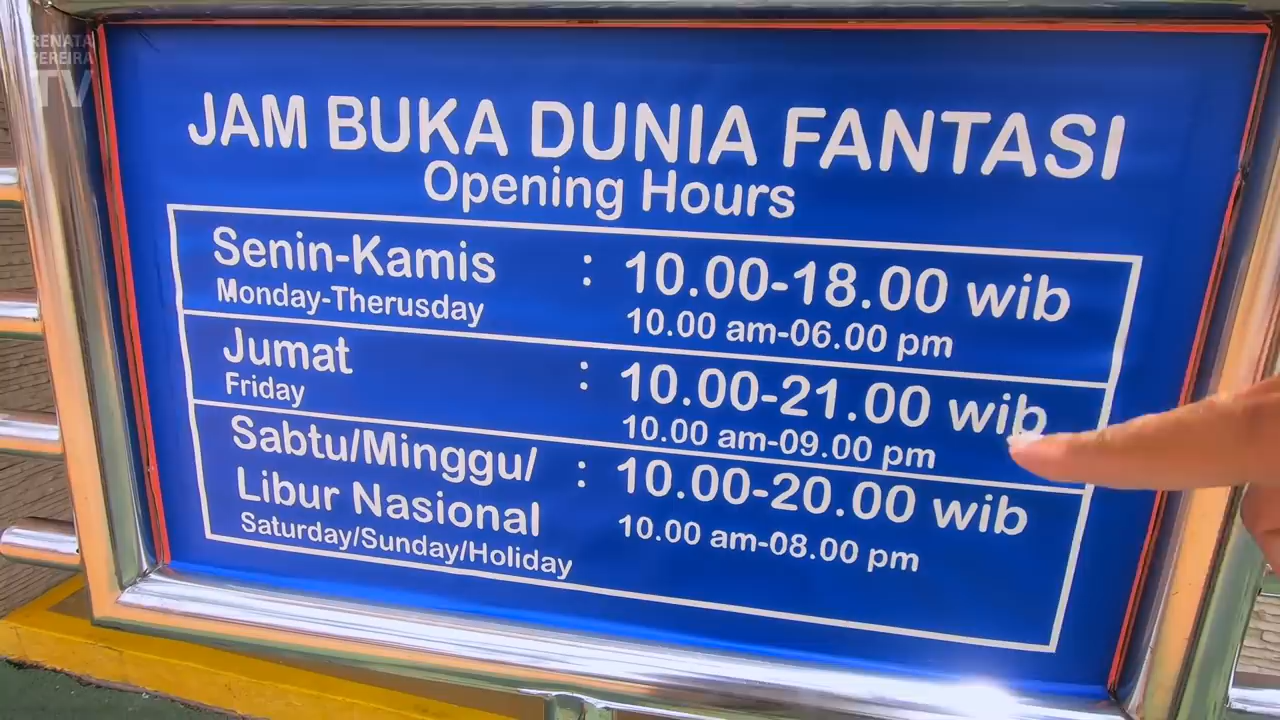 RENATA
PEREIRA
TV
JAM BUKA DUNIA FANTASI
Opening Hours
Senin-Kamis : 10.00-18.00 wib
Monday-Therusday 10.00 am-06.00 pm
Jumat : 10.00-21.00 wib
Friday 10.00 am-09.00 pm
Sabtu/Minggu/ : 10.00-20.00 wib
Libur Nasional
Saturday/Sunday/Holiday 10.00 am-08.00 pm